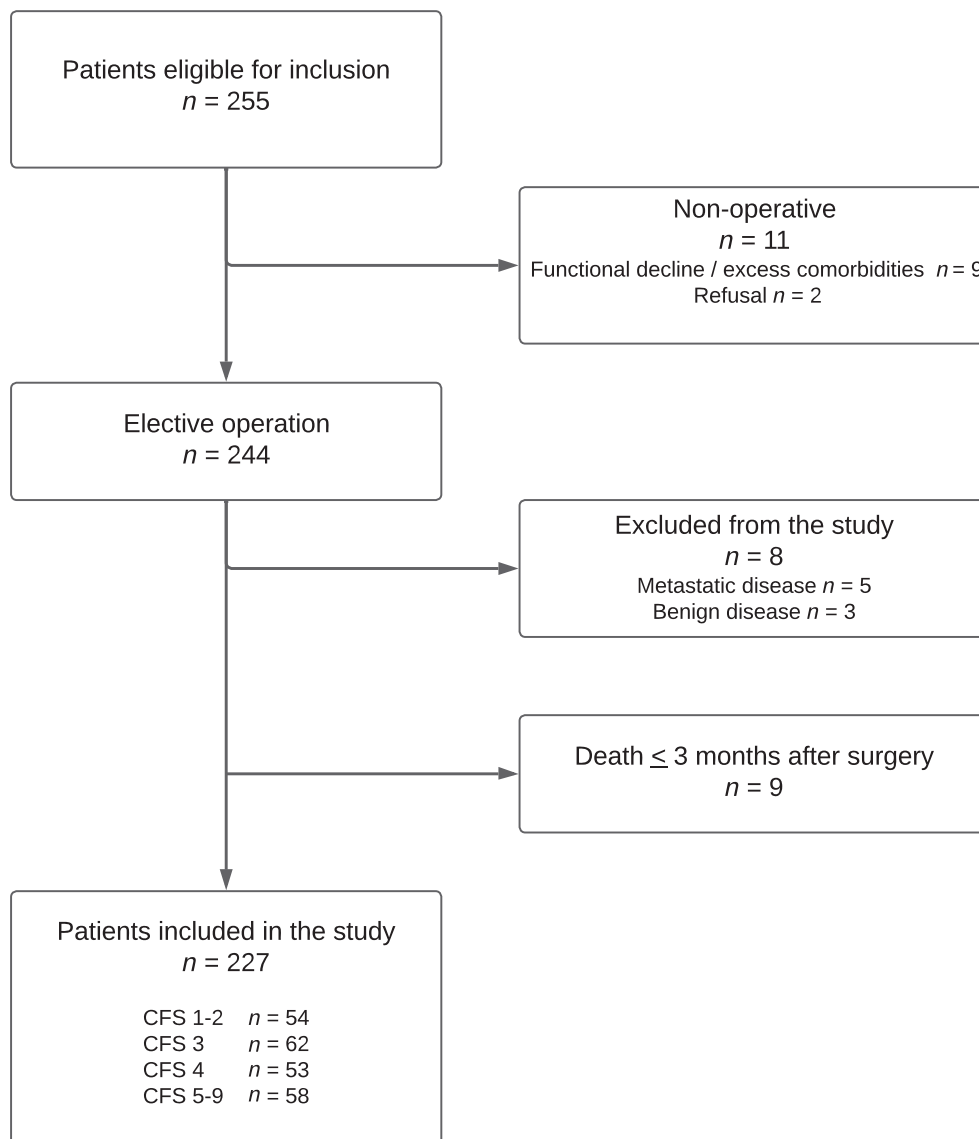 Patients eligible for inclusion
n = 255
Non-operative
n = 11
Functional decline / excess comorbidities n = 9
Refusal n = 2
Elective operation
n = 244
Excluded from the study
n = 8
Metastatic disease n = 5
Benign disease n = 3
Death ≤ 3 months after surgery
n = 9
Patients included in the study
n = 227
CFS 1-2 n = 54
CFS 3 n = 62
CFS 4 n = 53
CFS 5-9 n = 58